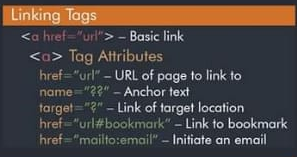 Linking Tags
<a href="url"> – Basic link
<a> Tag Attributes
href="url" – URL of page to link to
name="??" – Anchor text
target="?" – Link of target location
href="url#bookmark" – Link to bookmark
href="mailto:email" – Initiate an email